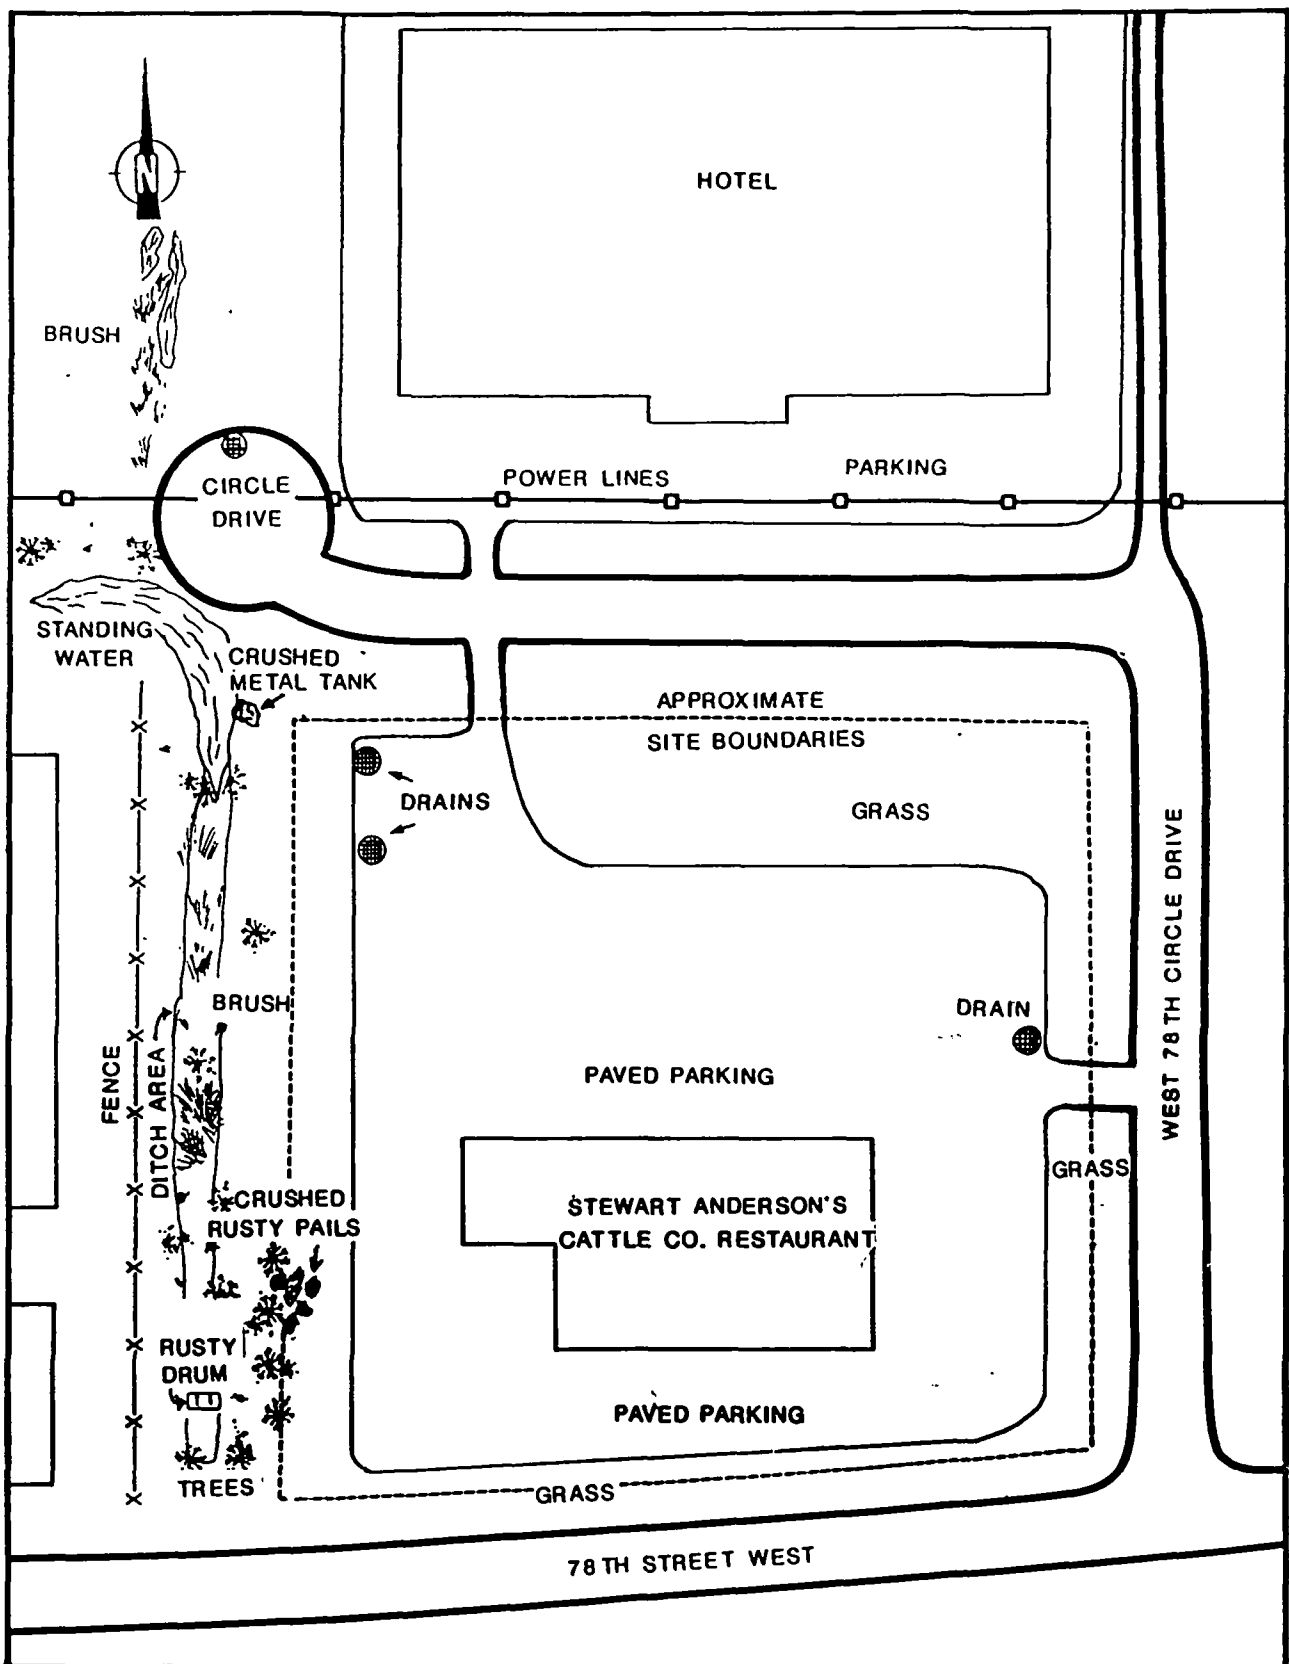 HOTEL
BRUSH
POWER LINES
PARKING
CIRCLE
DRIVE
STANDING
WATER
CRUSHED
METAL TANK
APPROXIMATE
SITE BOUNDARIES
DRAINS
GRASS
WEST 78TH CIRCLE DRIVE
BRUSH
DRAIN
FENCE
DITCH AREA
PAVED PARKING
GRASS
CRUSHED
RUSTY PAILS
STEWART ANDERSON'S
CATTLE CO. RESTAURANT
RUSTY
DRUM
PAVED PARKING
TREES
GRASS
78TH STREET WEST